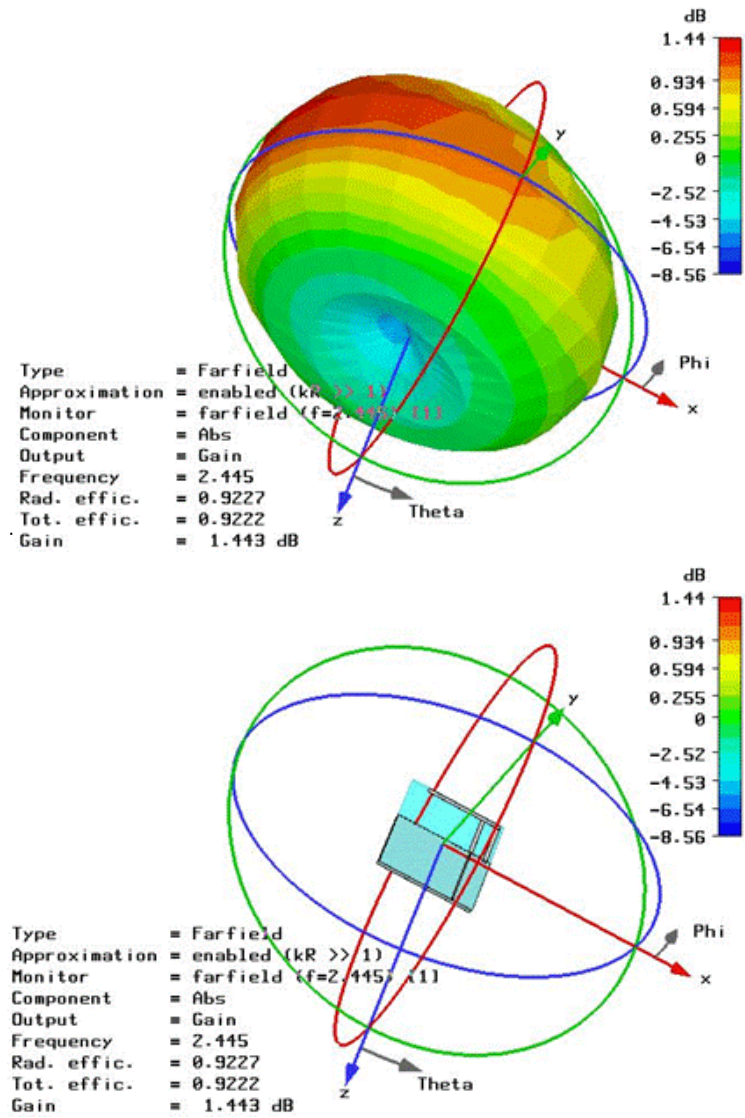 dB
1.44
0.934
0.594
0.255
0
-2.52
-4.53
-6.54
-8.56
y
Phi
x
Type = Farfield
Approximation = enabled (kR >> 1)
Monitor = farfield (f=2.445) [1]
Component = Abs
Output = Gain
Frequency = 2.445
Rad. effic. = 0.9227
Tot. effic. = 0.9222
Gain = 1.443 dB
Theta
z
dB
1.44
0.934
0.594
0.255
0
-2.52
-4.53
-6.54
-8.56
y
Phi
x
Type = Farfield
Approximation = enabled (kR >> 1)
Monitor = farfield (f=2.445) [1]
Component = Abs
Output = Gain
Frequency = 2.445
Rad. effic. = 0.9227
Tot. effic. = 0.9222
Gain = 1.443 dB
Theta
z